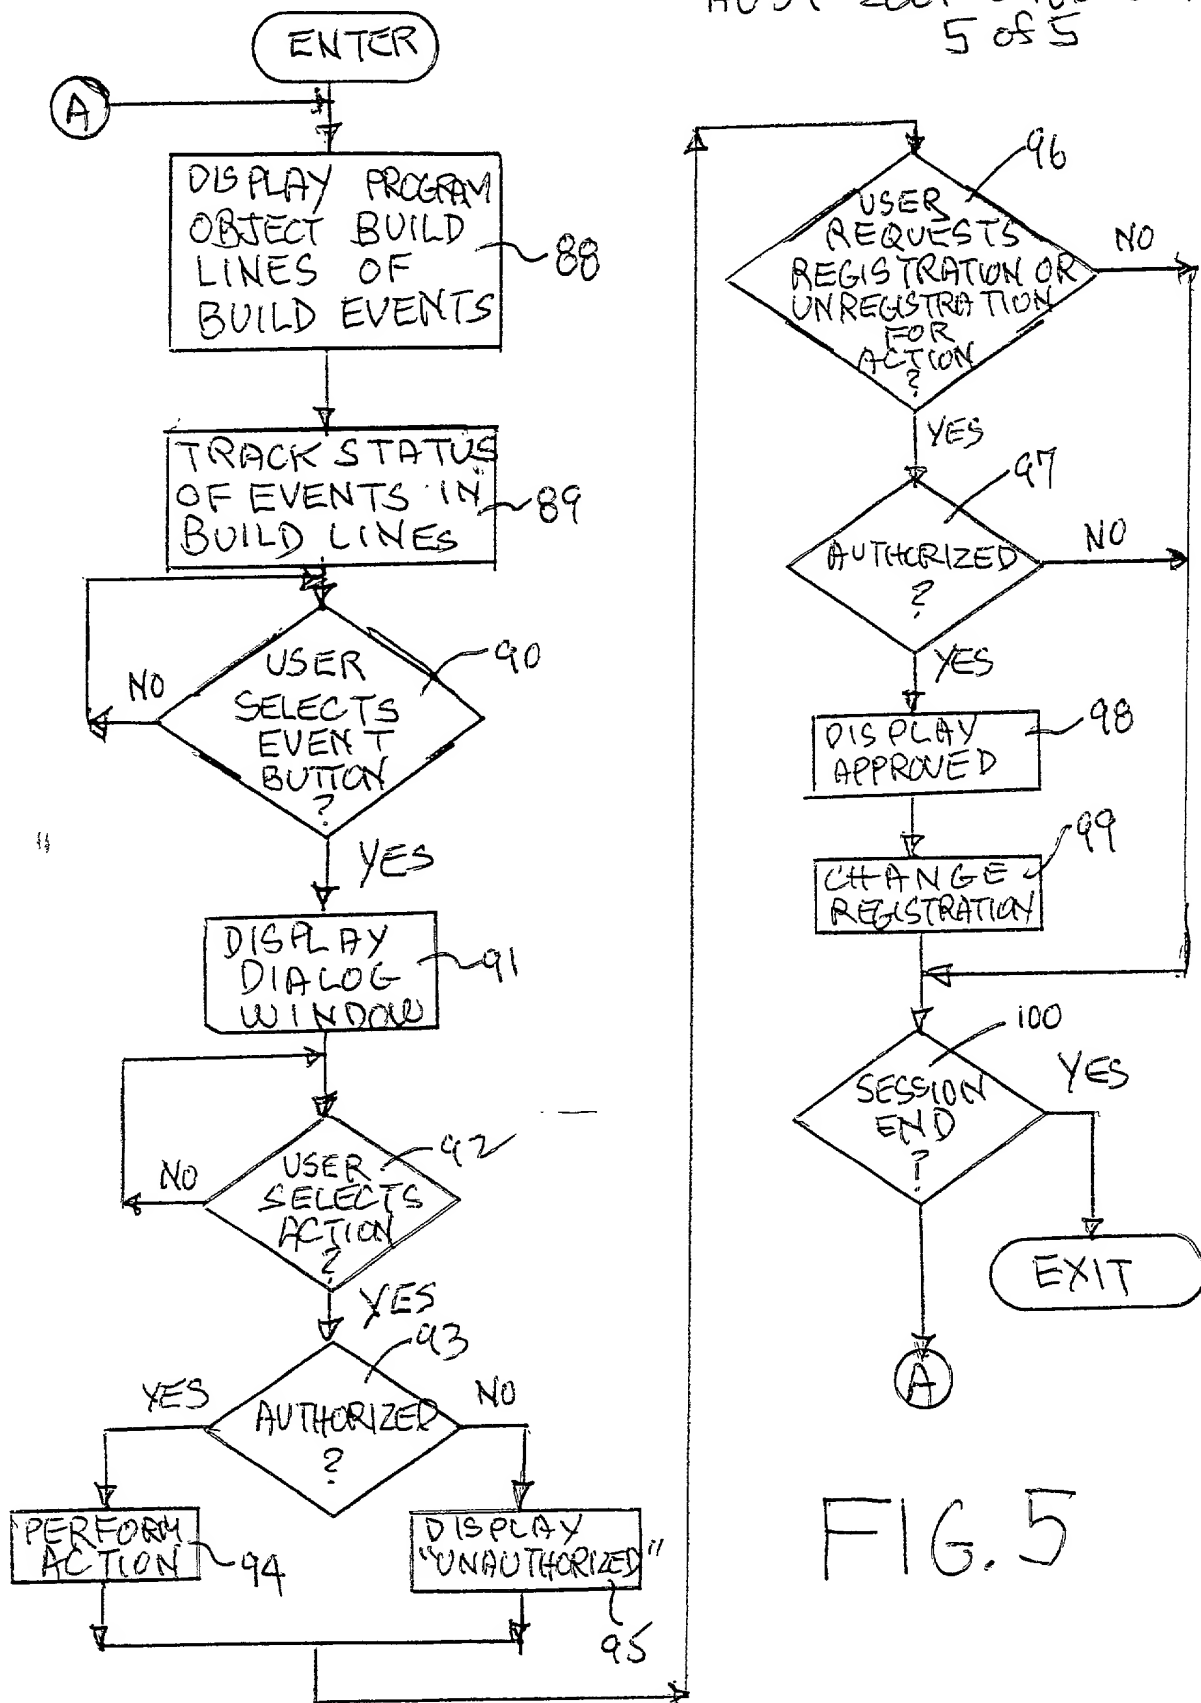 5 of 5
ENTER
A
DISPLAY PROGRAM
OBJECT BUILD
LINES OF
BUILD EVENTS
88
TRACK STATUS
OF EVENTS IN
BUILD LINES
89
USER
SELECTS
EVENT
BUTTON
?
90
NO
YES
DISPLAY
DIALOG
WINDOW
91
USER
SELECTS
ACTION
?
92
NO
YES
AUTHORIZED
?
93
YES
NO
PERFORM
ACTION
94
DISPLAY
"UNAUTHORIZED"
95
USER
REQUESTS
REGISTRATION OR
UNREGISTRATION
FOR
ACTION
?
96
NO
YES
AUTHORIZED
?
97
NO
YES
DISPLAY
APPROVED
98
CHANGE
REGISTRATION
99
SESSION
END
?
100
YES
EXIT
A
FIG. 5